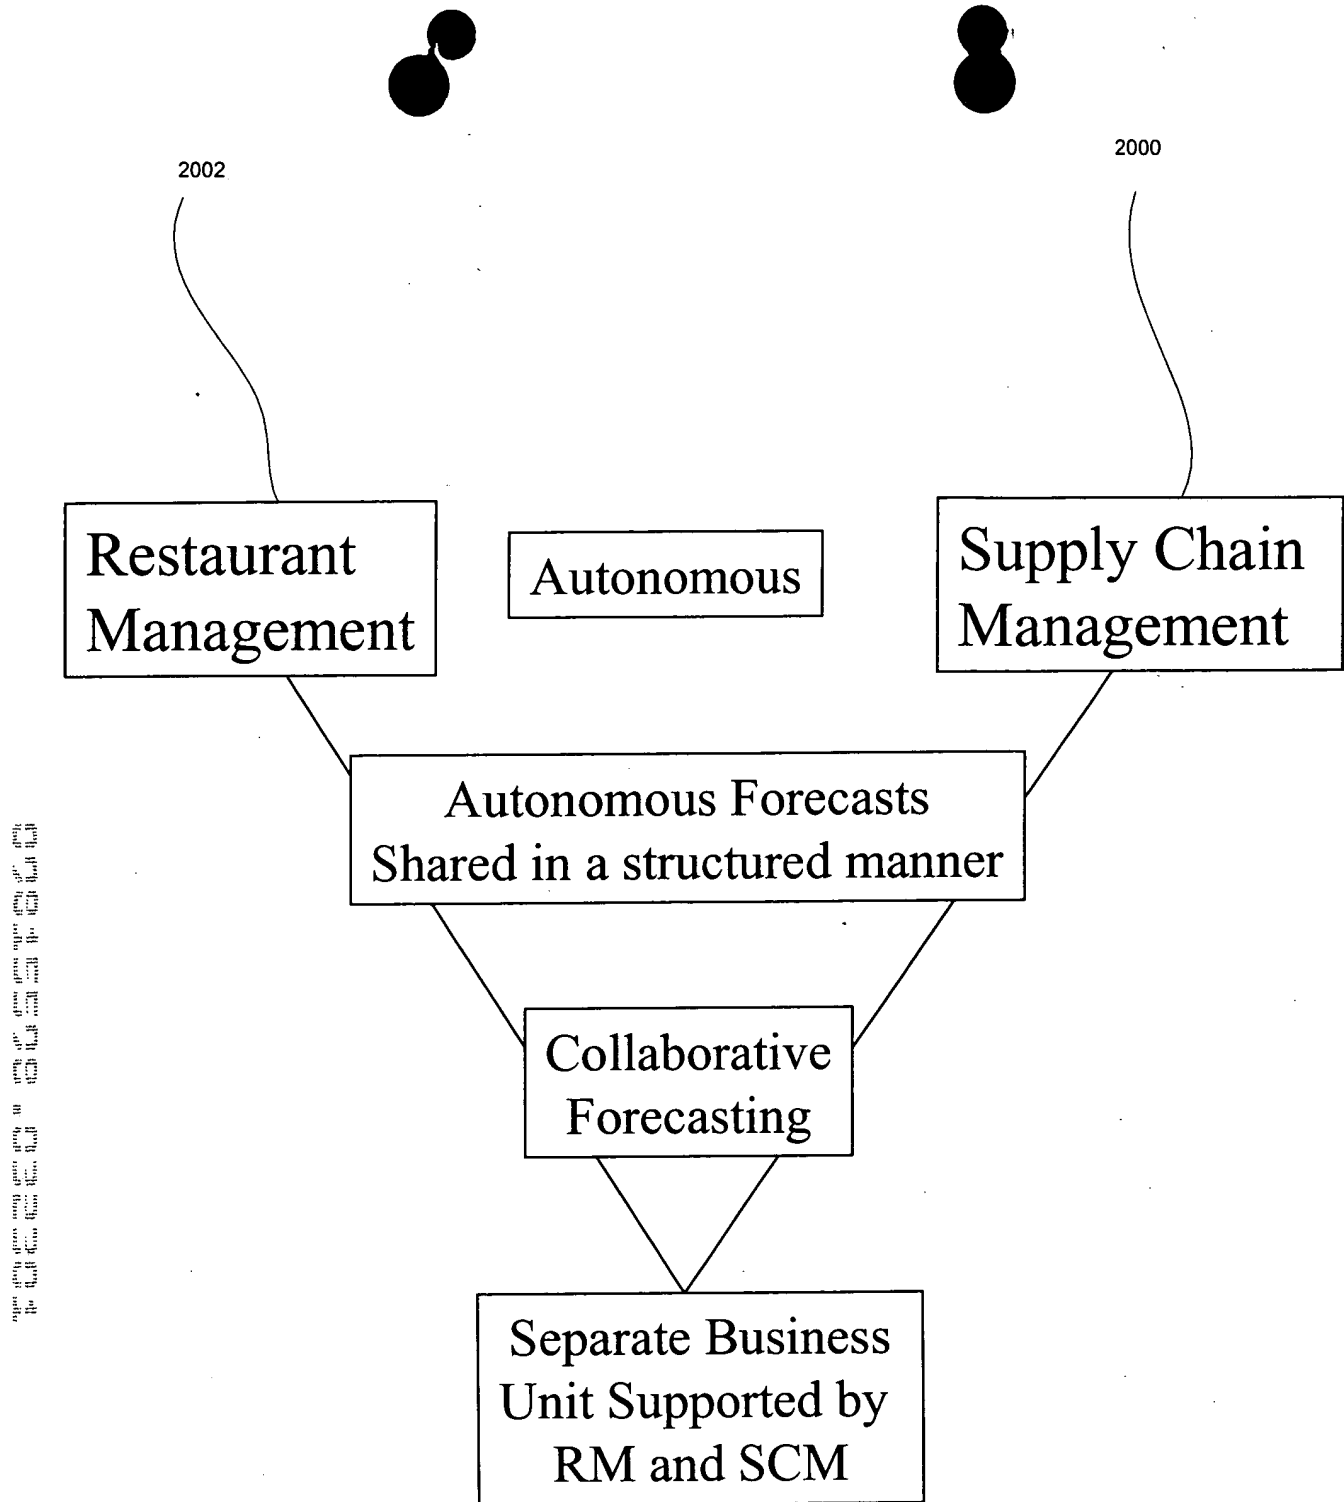 2002
2000
Restaurant
Management
Autonomous
Supply Chain
Management
Autonomous Forecasts
Shared in a structured manner
Collaborative
Forecasting
Separate Business
Unit Supported by
RM and SCM